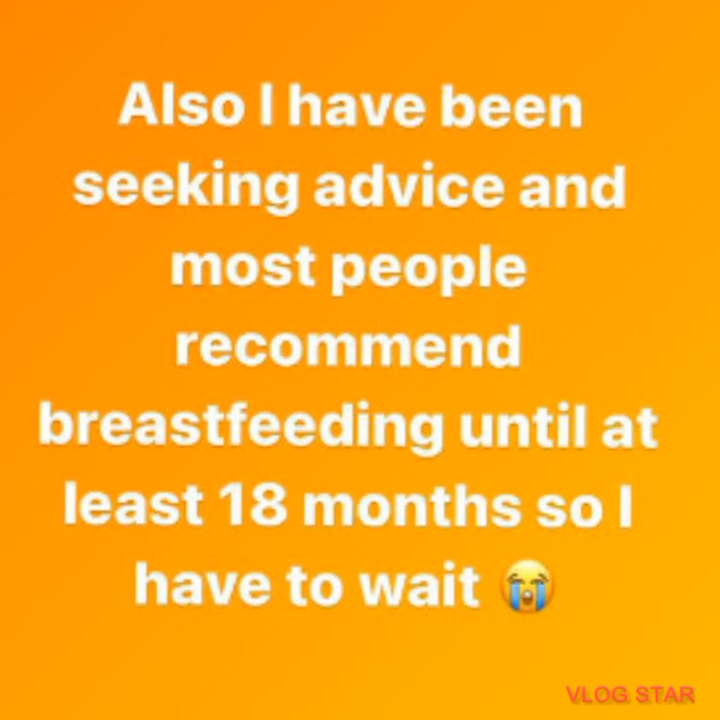 Also I have been
seeking advice and
most people
recommend
breastfeeding until at
least 18 months so I
have to wait 😭
VLOG STAR